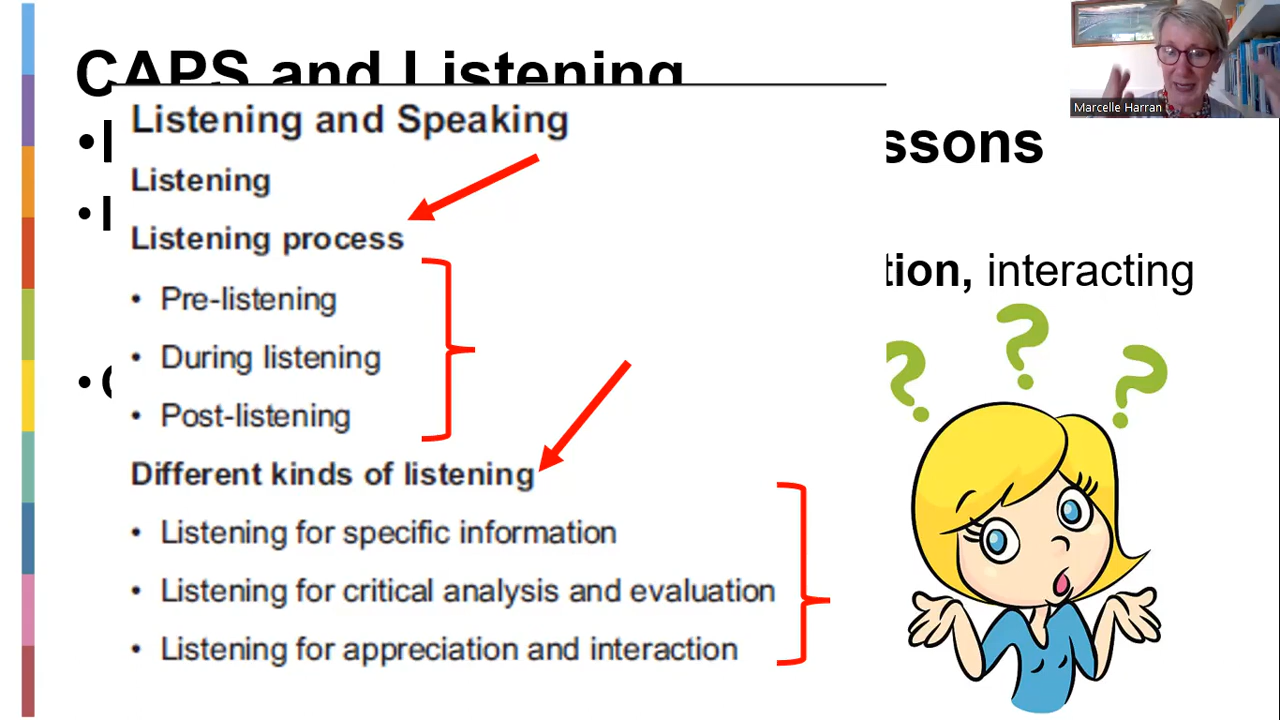 CAPS and Listening
Marcelle Harran
Listening and Speaking
ssons
Listening
Listening process
tion, interacting
• Pre-listening
• During listening
• Post-listening
Different kinds of listening
• Listening for specific information
• Listening for critical analysis and evaluation
• Listening for appreciation and interaction
? ? ?